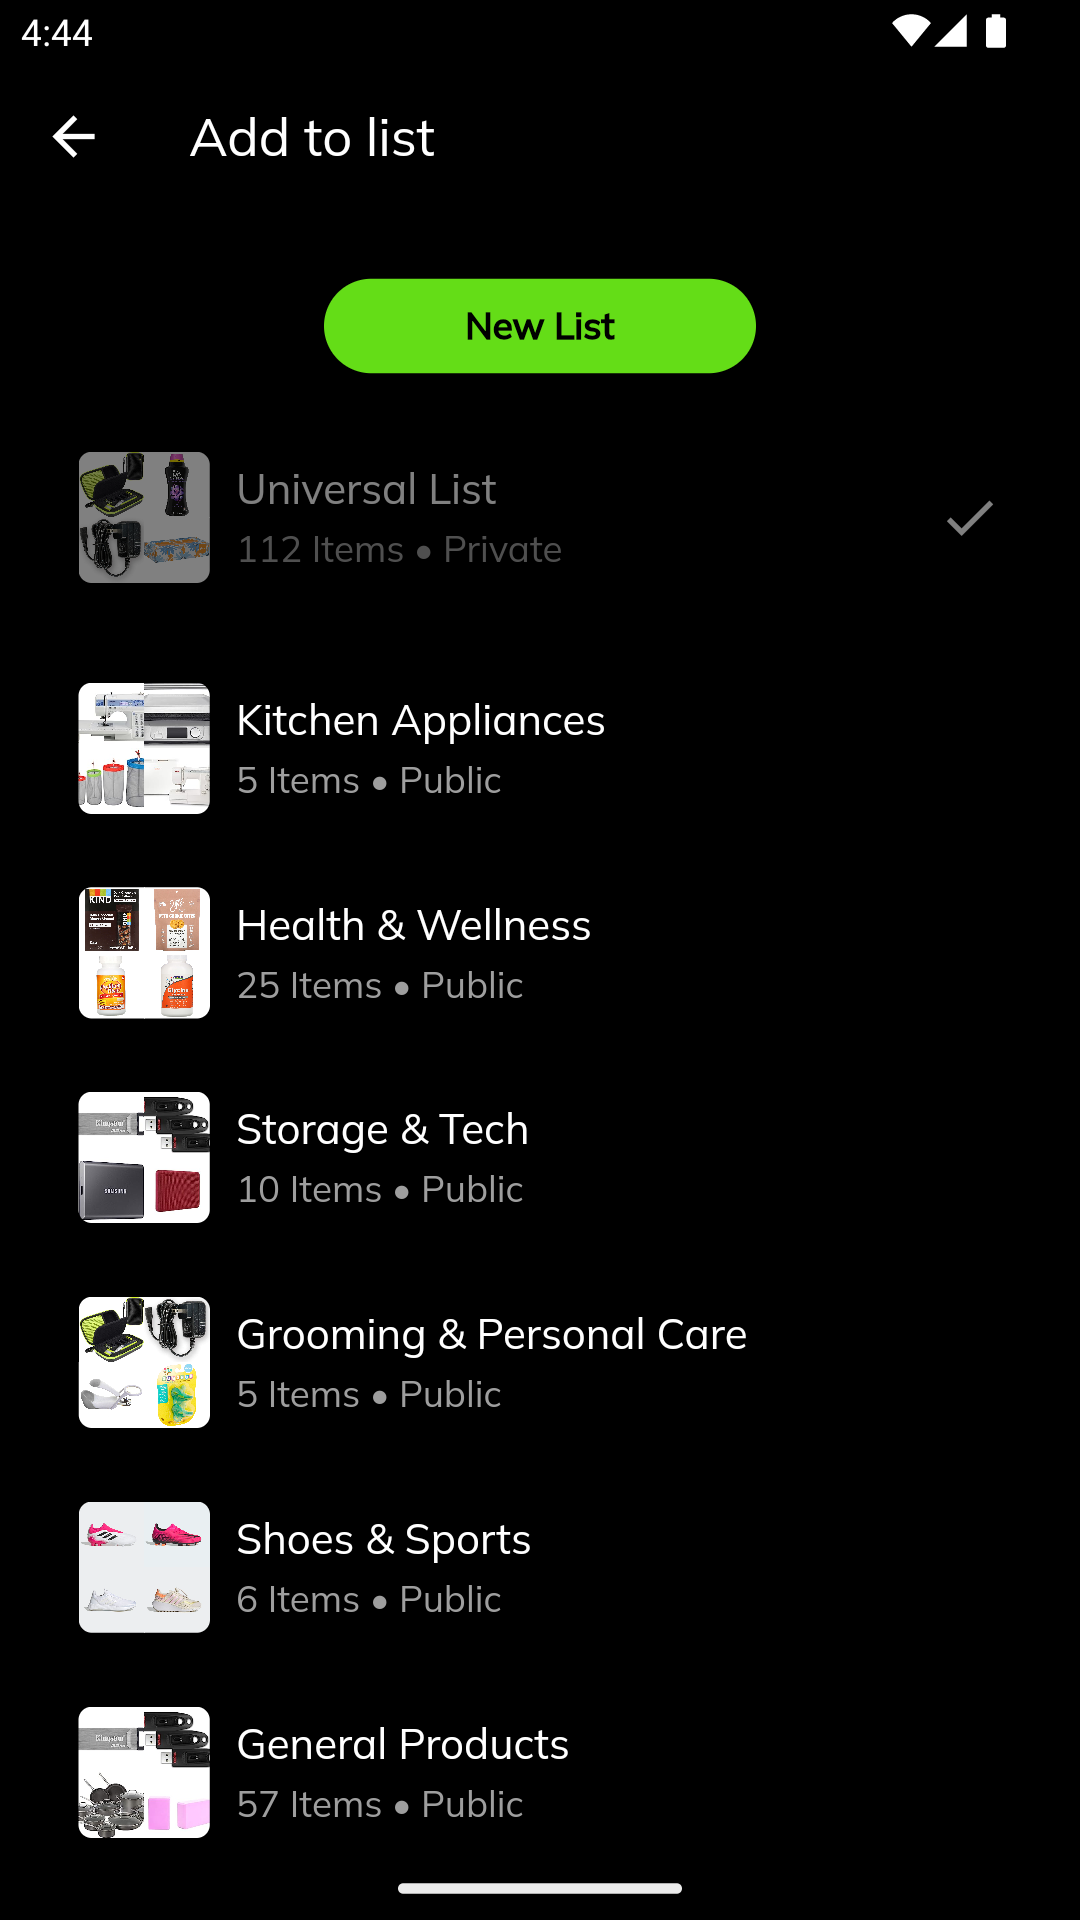 4:44
Add to list
New List
Universal List
112 Items • Private
Kitchen Appliances
5 Items • Public
Health & Wellness
25 Items • Public
KIND
Storage & Tech
10 Items • Public
SAMSUNG
Grooming & Personal Care
5 Items • Public
Shoes & Sports
6 Items • Public
General Products
57 Items • Public